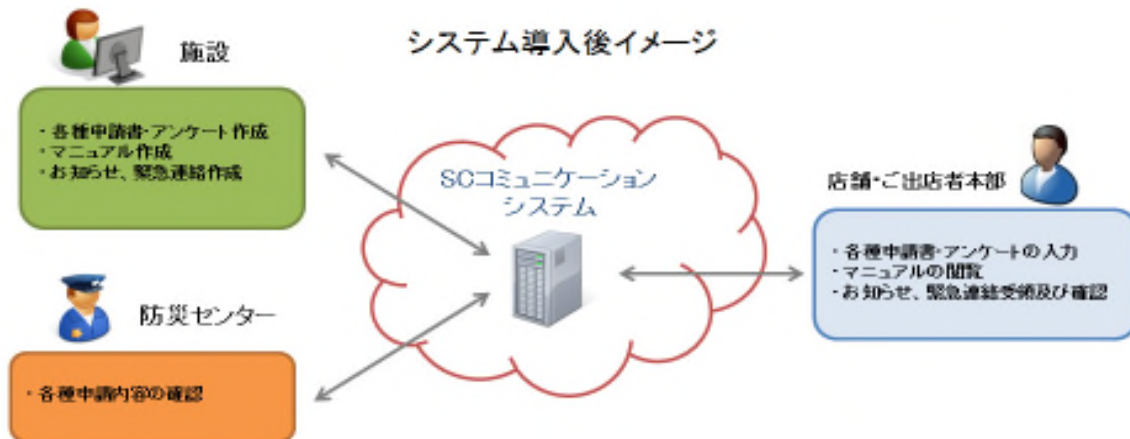 システム導入後イメージ
施設
・各種申請書・アンケート作成
・マニュアル作成
・お知らせ、緊急連絡作成
SCコミュニケーション
システム
店舗・ご出店者本部
・各種申請書・アンケートの入力
・マニュアルの閲覧
・お知らせ、緊急連絡受領及び確認
防災センター
・各種申請内容の確認